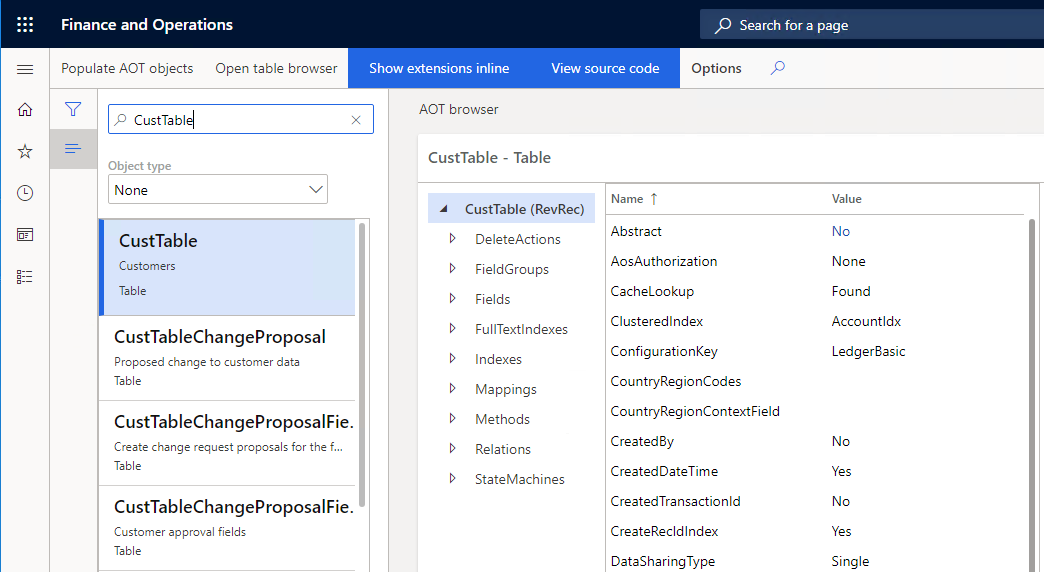 Finance and Operations
Search for a page
Populate AOT objects
Open table browser
Show extensions inline
View source code
Options
CustTable
Object type
None
CustTable
Customers
Table
CustTableChangeProposal
Proposed change to customer data
Table
CustTableChangeProposalFie.
Create change request proposals for the f...
Table
CustTableChangeProposalFie.
Customer approval fields
Table
AOT browser
CustTable - Table
CustTable (RevRec)
DeleteActions
FieldGroups
Fields
FullTextIndexes
Indexes
Mappings
Methods
Relations
StateMachines
Name ↑ Value
Abstract No
AosAuthorization None
CacheLookup Found
ClusteredIndex AccountIdx
ConfigurationKey LedgerBasic
CountryRegionCodes
CountryRegionContextField
CreatedBy No
CreatedDateTime Yes
CreatedTransactionId No
CreateRecIdIndex Yes
DataSharingType Single